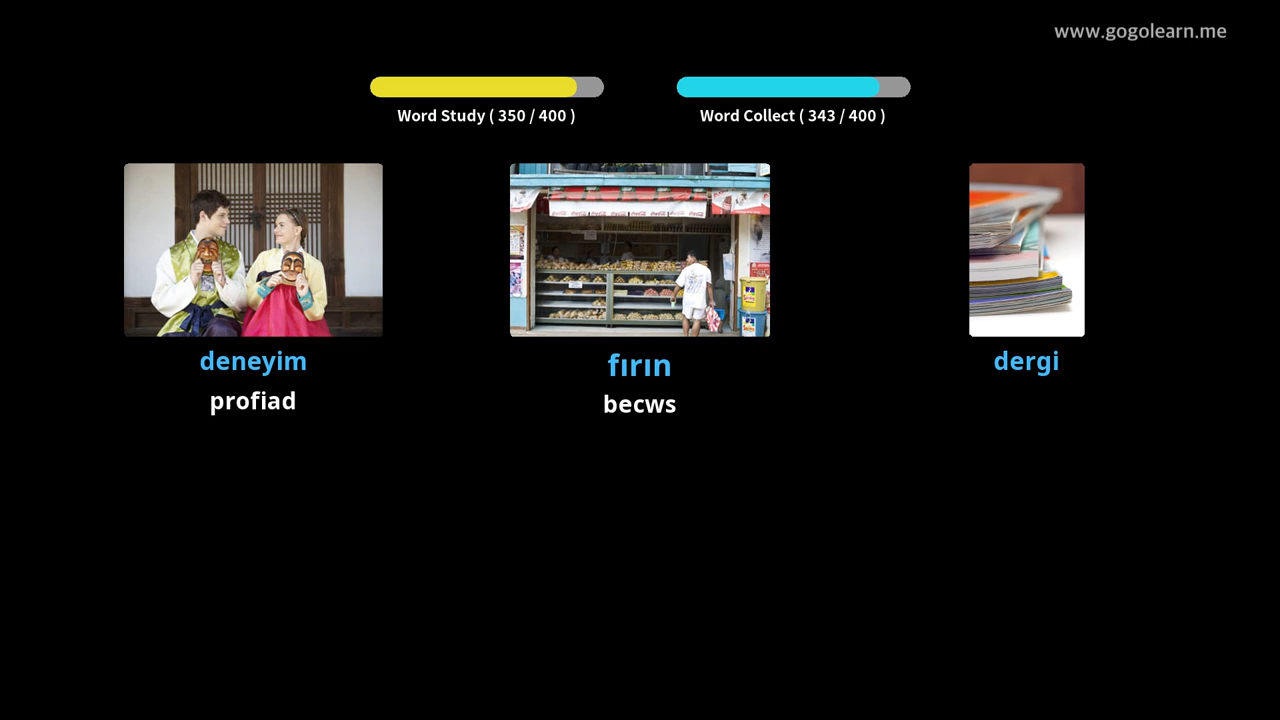 www.gogolearn.me
Word Study ( 350 / 400 )
Word Collect ( 343 / 400 )
deneyim
profiad
fırın
becws
dergi